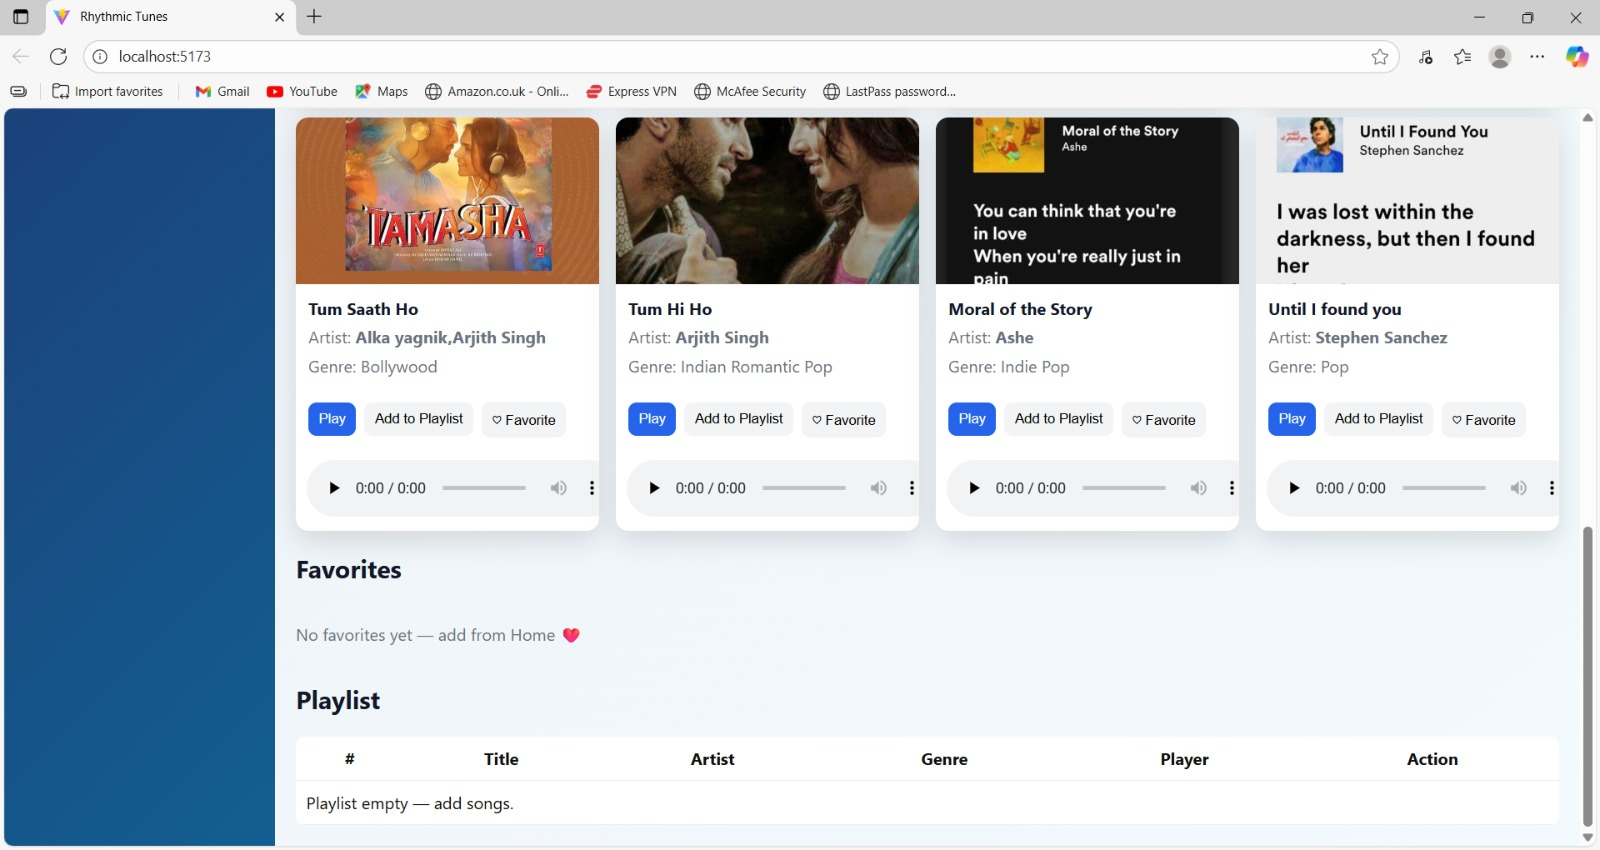 Rhythmic Tunes
localhost:5173
Import favorites
Gmail
YouTube
Maps
Amazon.co.uk - Onli...
Express VPN
McAfee Security
LastPass password...
TAMASHA
Moral of the Story
Ashe
You can think that you're
in love
When you're really just in
pain
Until I Found You
Stephen Sanchez
I was lost within the
darkness, but then I found
her
Tum Saath Ho
Artist: Alka yagnik,Arjith Singh
Genre: Bollywood
Play Add to Playlist ♡ Favorite
0:00 / 0:00
Tum Hi Ho
Artist: Arjith Singh
Genre: Indian Romantic Pop
Play Add to Playlist ♡ Favorite
0:00 / 0:00
Moral of the Story
Artist: Ashe
Genre: Indie Pop
Play Add to Playlist ♡ Favorite
0:00 / 0:00
Until I found you
Artist: Stephen Sanchez
Genre: Pop
Play Add to Playlist ♡ Favorite
0:00 / 0:00
Favorites
No favorites yet — add from Home ❤️
Playlist
# Title Artist Genre Player Action
Playlist empty — add songs.